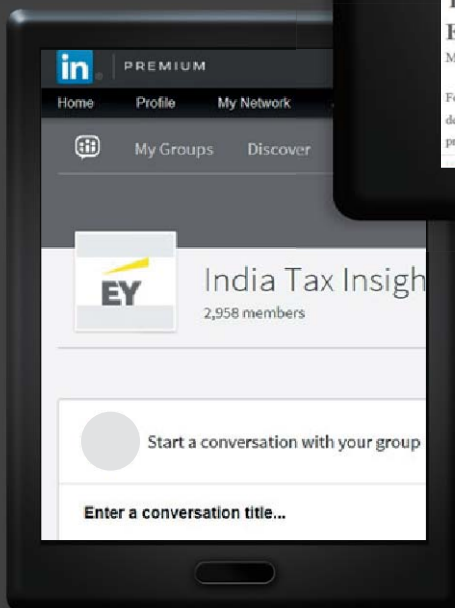 in PREMIUM
Home Profile My Network
My Groups Discover
EY
India Tax Insigh
2,958 members
Start a conversation with your group
Enter a conversation title...